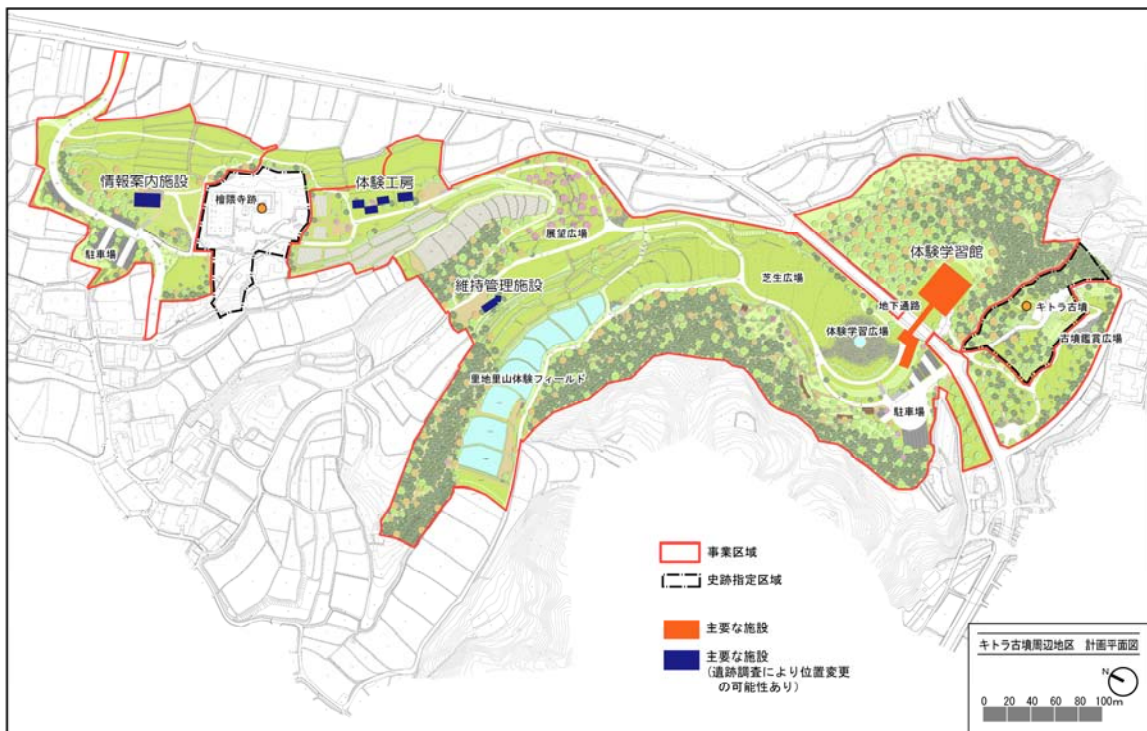 情報案内施設
檜隈寺跡
体験工房
駐車場
展望広場
維持管理施設
芝生広場
体験学習館
地下通路
キトラ古墳
体験学習広場
古墳鑑賞広場
里地里山体験フィールド
駐車場
事業区域
史跡指定区域
主要な施設
主要な施設
(遺跡調査により位置変更
の可能性あり)
キトラ古墳周辺地区 計画平面図
N
0 20 40 60 80 100m